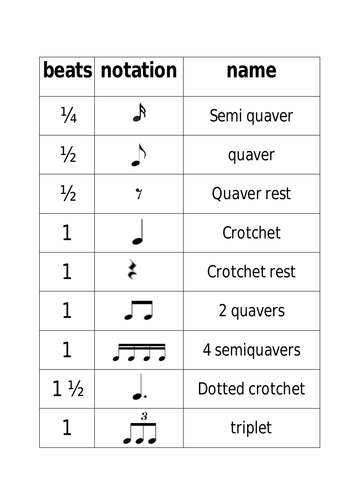 beats notation name
¼ Semi quaver
½ quaver
½ Quaver rest
1 Crotchet
1 Crotchet rest
1 2 quavers
1 4 semiquavers
1 ½ Dotted crotchet
1 3 triplet